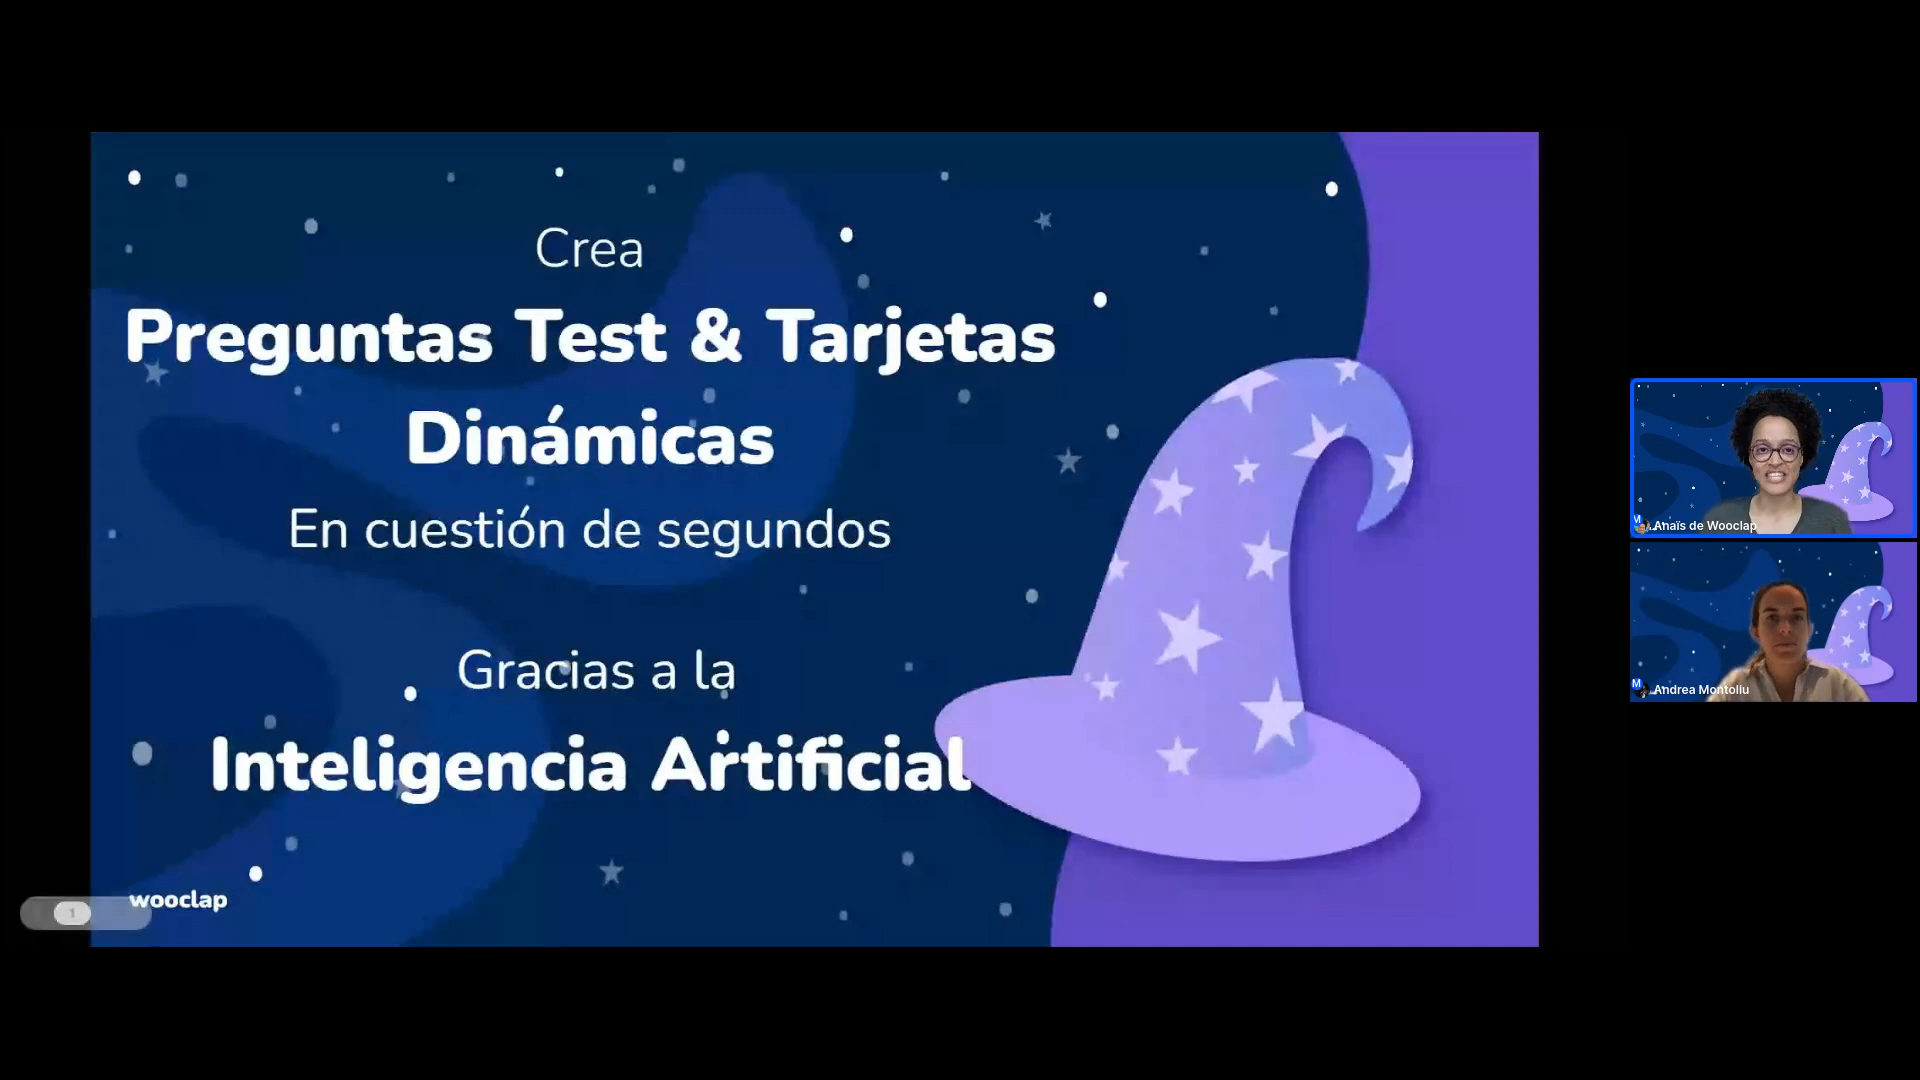 Crea
Preguntas Test & Tarjetas
Dinámicas
En cuestión de segundos
Gracias a la
Inteligencia Artificial
wooclap
1
M
Anaïs de Wooclap
M
Andrea Montoliu